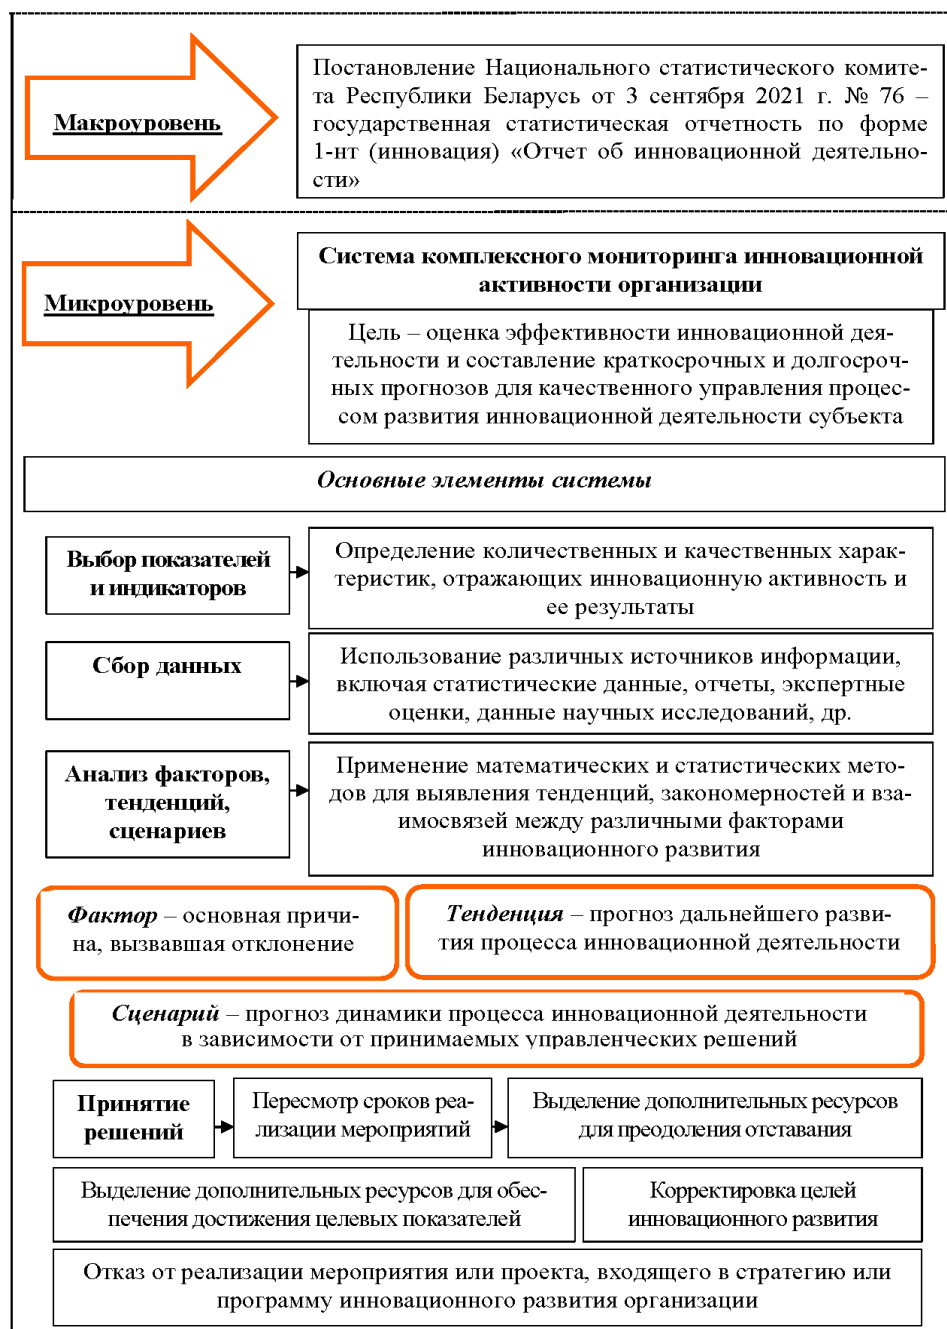 Макроуровень
Постановление Национального статистического комите-
та Республики Беларусь от 3 сентября 2021 г. № 76 –
государственная статистическая отчетность по форме
1-нт (инновация) «Отчет об инновационной деятельно-
сти»
Микроуровень
Система комплексного мониторинга инновационной
активности организации
Цель – оценка эффективности инновационной дея-
тельности и составление краткосрочных и долгосроч-
ных прогнозов для качественного управления процес-
сом развития инновационной деятельности субъекта
Основные элементы системы
Выбор показателей
и индикаторов
Определение количественных и качественных харак-
теристик, отражающих инновационную активность и
ее результаты
Сбор данных
Использование различных источников информации,
включая статистические данные, отчеты, экспертные
оценки, данные научных исследований, др.
Анализ факторов,
тенденций,
сценариев
Применение математических и статистических мето-
дов для выявления тенденций, закономерностей и вза-
имосвязей между различными факторами
инновационного развития
Фактор – основная причи-
на, вызвавшая отклонение
Тенденция – прогноз дальнейшего разви-
тия процесса инновационной деятельности
Сценарий – прогноз динамики процесса инновационной деятельности
в зависимости от принимаемых управленческих решений
Принятие
решений
Пересмотр сроков реа-
лизации мероприятий
Выделение дополнительных ресурсов
для преодоления отставания
Выделение дополнительных ресурсов для обес-
печения достижения целевых показателей
Корректировка целей
инновационного развития
Отказ от реализации мероприятия или проекта, входящего в стратегию или
программу инновационного развития организации